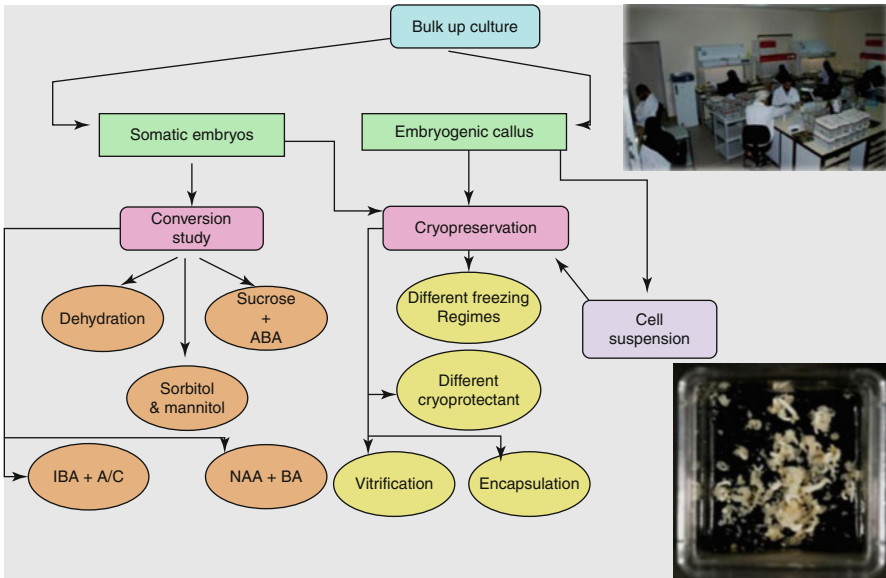 Bulk up culture
Somatic embryos
Embryogenic callus
Conversion
study
Cryopreservation
Dehydration
Sucrose
+
ABA
Different freezing
Regimes
Cell
suspension
Sorbitol
& mannitol
Different
cryoprotectant
IBA + A/C
NAA + BA
Vitrification
Encapsulation